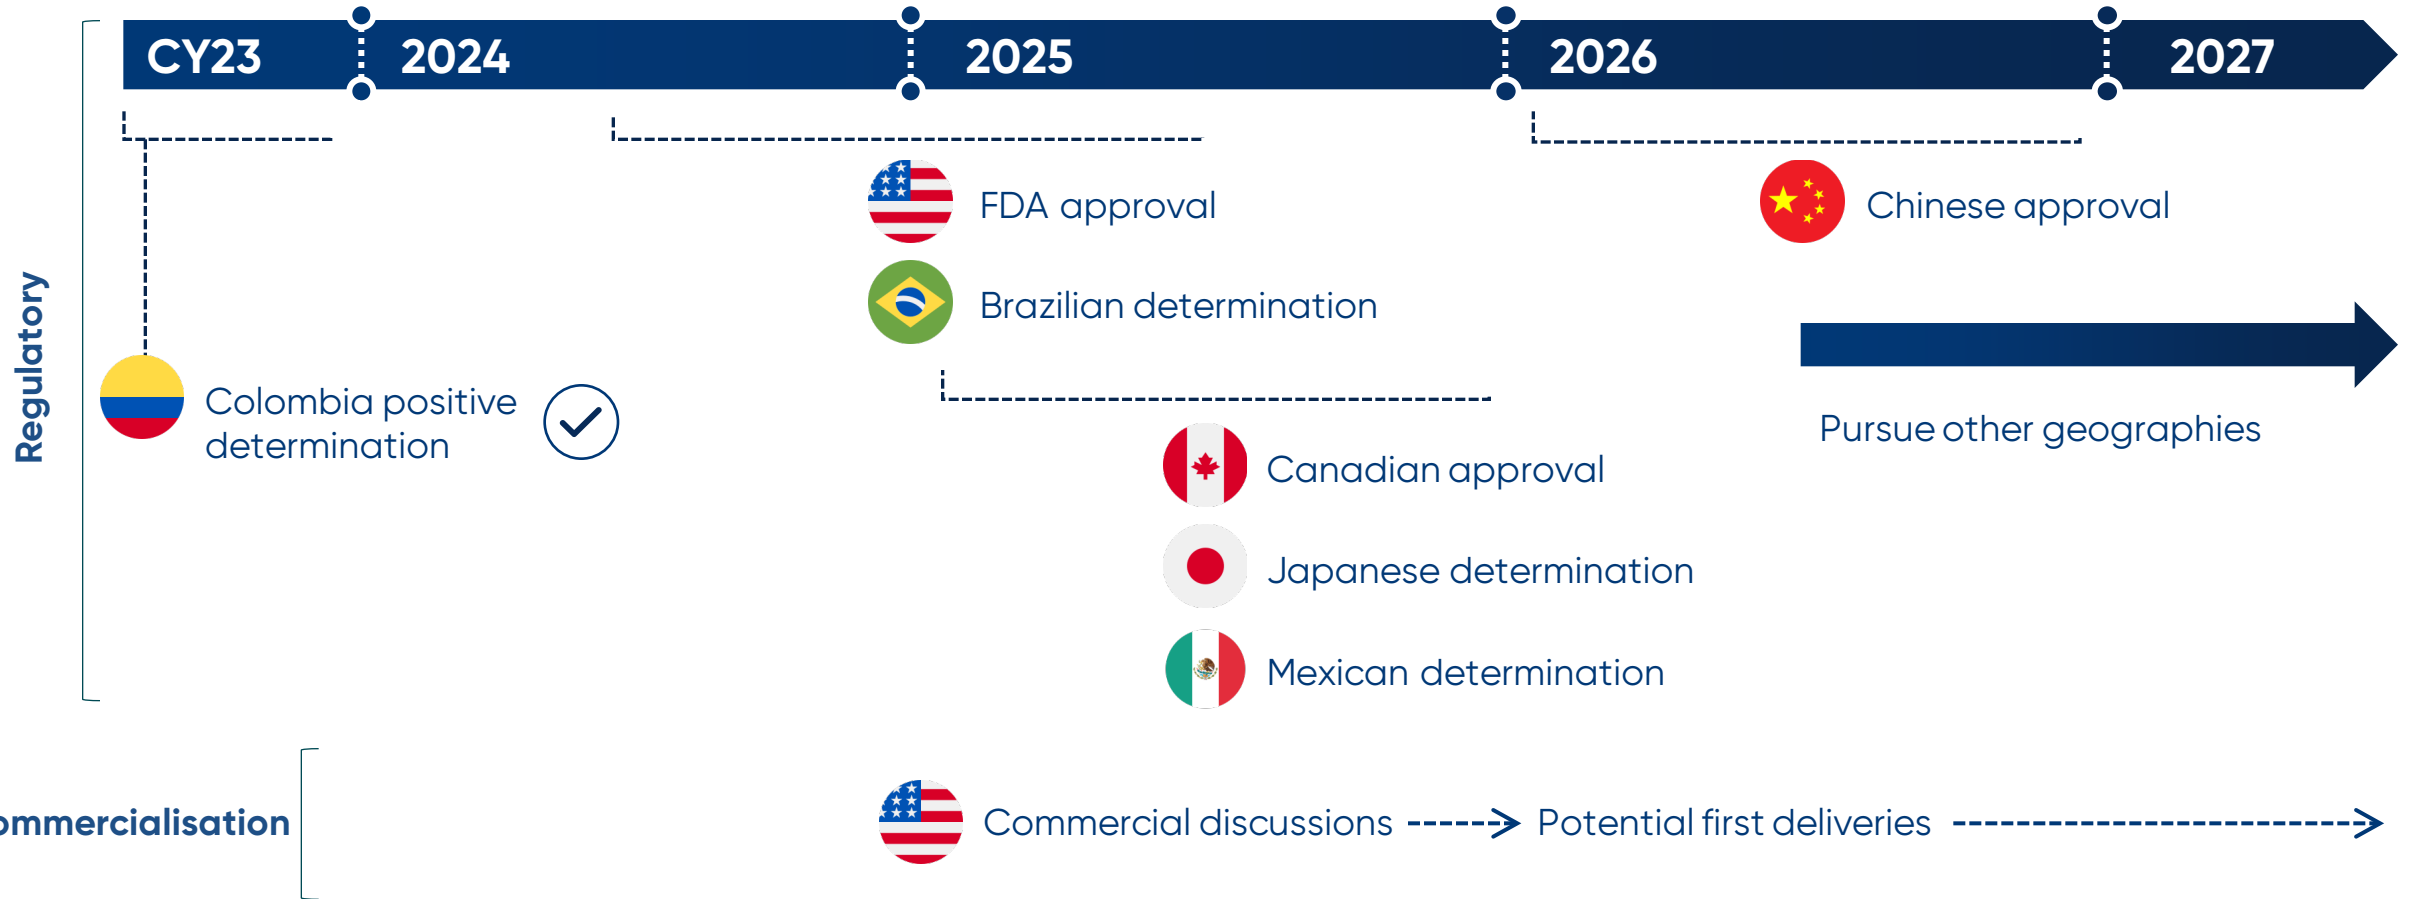 CY23
2024
2025
2026
2027
Regulatory
FDA approval
Chinese approval
Brazilian determination
Colombia positive
determination
Pursue other geographies
Canadian approval
Japanese determination
Mexican determination
ommercialisation
Commercial discussions
Potential first deliveries